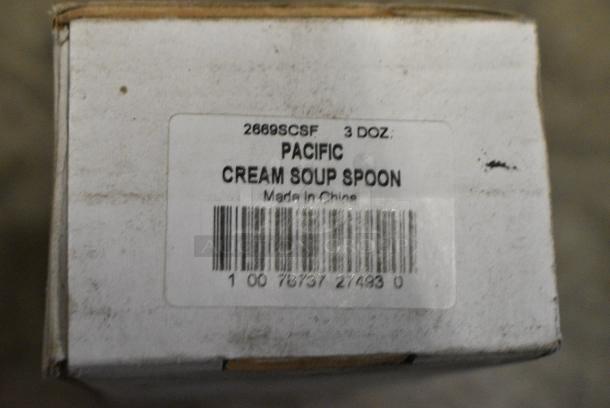 2669SCSF 3 DOZ.
PACIFIC
CREAM SOUP SPOON
Made in China
1 00 78737 27493 0